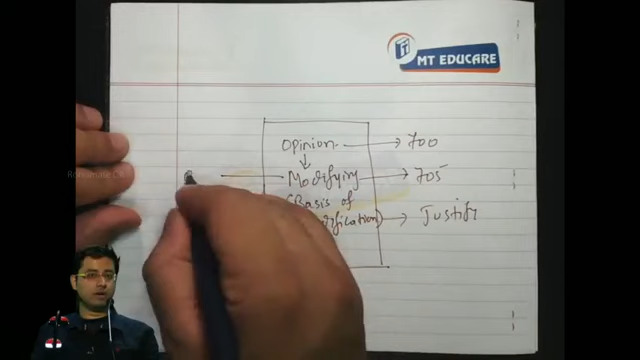 MT EDUCARE
Opinion. → 700
↓
Modifying → 705
(Basis of
→ Justify